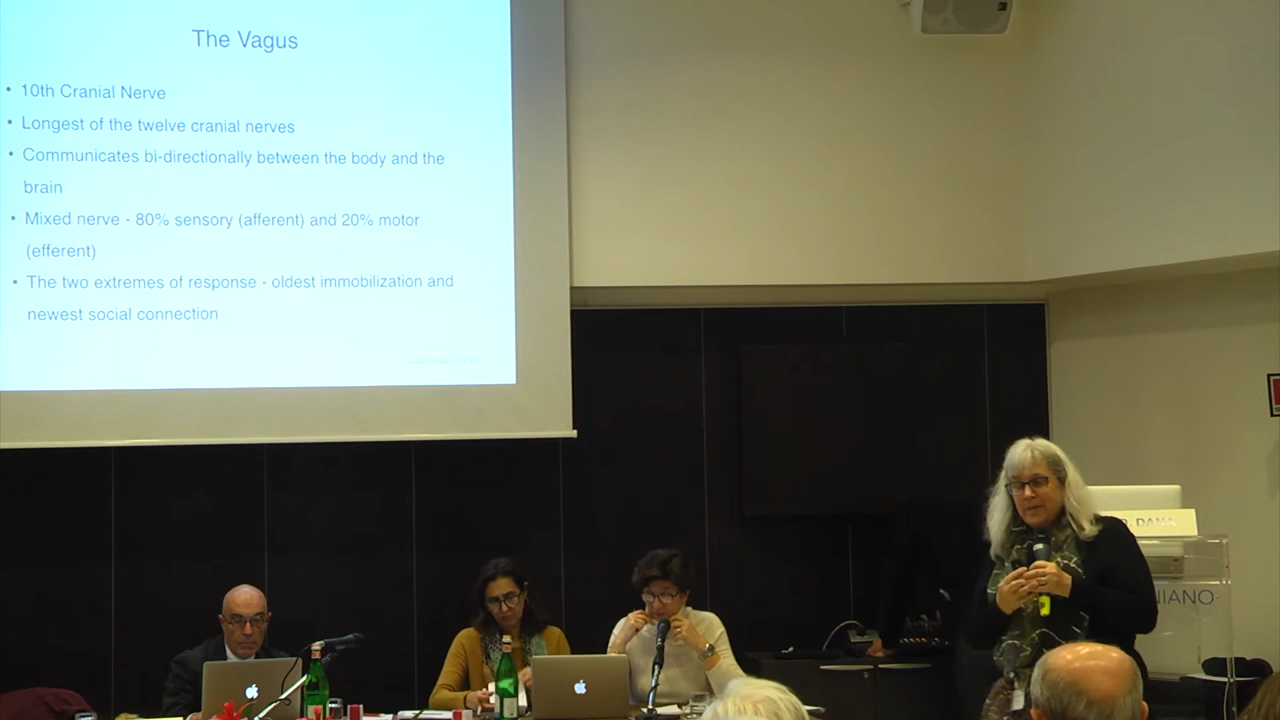 The Vagus
• 10th Cranial Nerve
• Longest of the twelve cranial nerves
• Communicates bi-directionally between the body and the
brain
• Mixed nerve - 80% sensory (afferent) and 20% motor
(efferent)
• The two extremes of response - oldest immobilization and
newest social connection
DANA
NIANO-